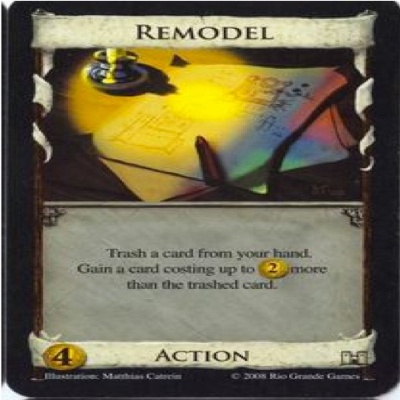 REMODEL
Trash a card from your hand.
Gain a card costing up to 2 more
than the trashed card.
4 ACTION
Illustration: Matthias Catrein © 2008 Rio Grande Games